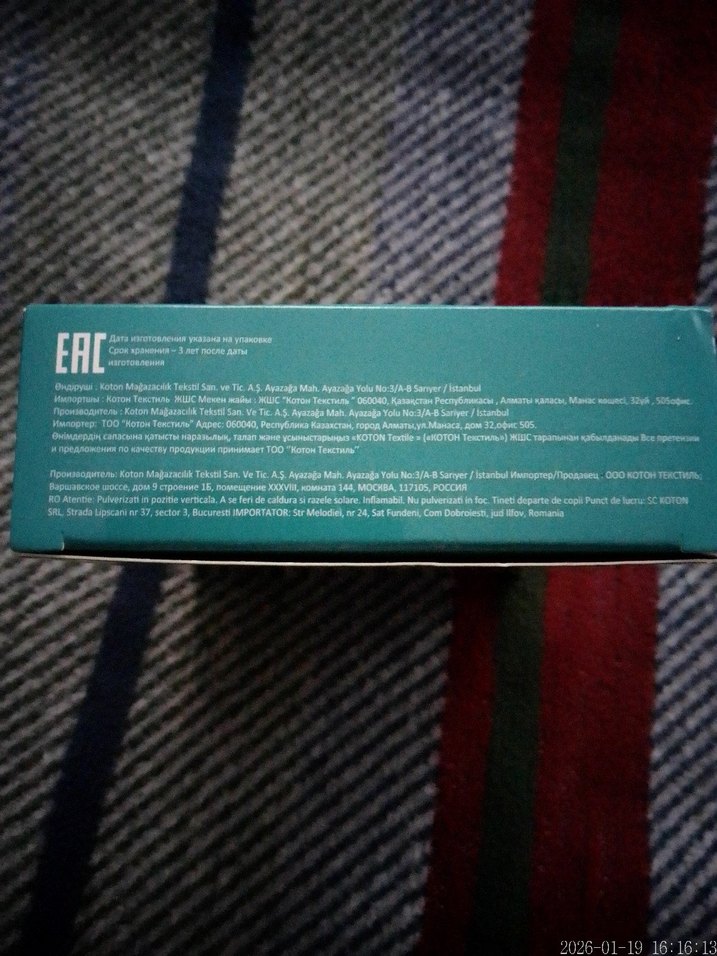 EAC
Дата изготовления указана на упаковке
Срок хранения – 3 лет после даты
изготовления
Өндіруші : Koton Mağazacılık Tekstil San. ve Tic. A.Ş. Ayazağa Mah. Ayazağa Yolu No:3/A-B Sarıyer / İstanbul
Импортшы : Котон Текстиль ЖШС Мекен жайы : ЖШС "Котон Текстиль " 060040, Қазақстан Республикасы , Алматы қаласы, Манас көшесі, 32үй , 505офис.
Производитель : Koton Mağazacılık Tekstil San. ve Tic. A.Ş. Ayazağa Mah. Ayazağa Yolu No:3/A-B Sarıyer / İstanbul
Импортер: ТОО "Котон Текстиль" Адрес: 060040, Республика Казахстан, город Алматы,ул.Манаса, дом 32,офис 505.
Өнімдердің сапасына қатысты наразылық, талап және ұсыныстарыңыз «KOTON Textile » («КОТОН Текстиль») ЖШС тарапынан қабылданады Все претензии
и предложения по качеству продукции принимает ТОО "Котон Текстиль"
Производитель: Koton Mağazacılık Tekstil San. Ve Tic. A.Ş. Ayazağa Mah. Ayazağa Yolu No:3/A-B Sarıyer / İstanbul Импортер/Продавец : ООО КОТОН ТЕКСТИЛЬ,
Варшавское шоссе, дом 9 строение 1Б, помещение XXXVIII, комната 144, МОСКВА, 117105, РОССИЯ
RO Atentie: Pulverizati in pozitie verticala. A se feri de caldura si razele solare. Inflamabil. Nu pulverizati in foc. Tineti departe de copii Punct de lucru: SC KOTON
SRL, Strada Lipscani nr 37, sector 3, Bucuresti IMPORTATOR: Str Melodiei, nr 24, Sat Fundeni, Com Dobroiesti, jud Ilfov, Romania
2026-01-19 16:16:13